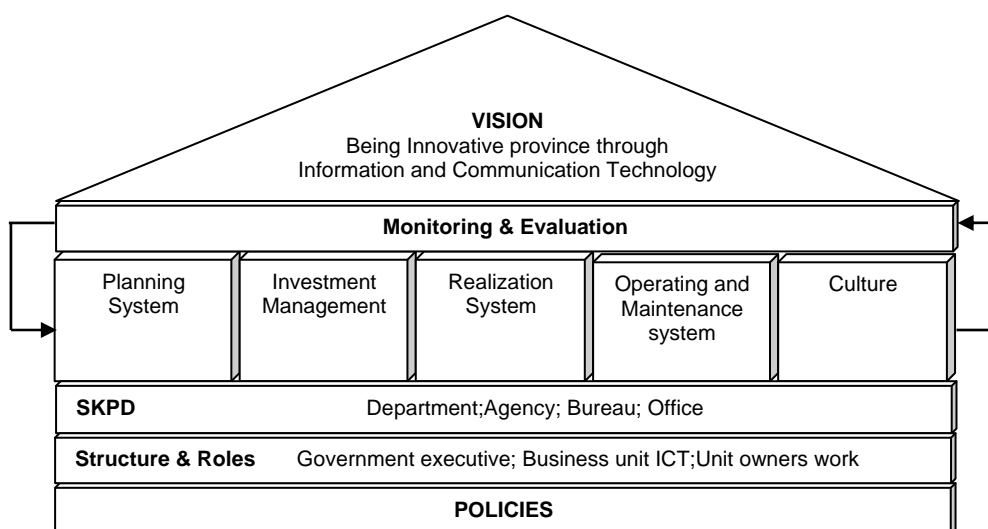 VISION
Being Innovative province through
Information and Communication Technology
Monitoring & Evaluation
Planning
System
Investment
Management
Realization
System
Operating and
Maintenance
system
Culture
SKPD Department;Agency; Bureau; Office
Structure & Roles Government executive; Business unit ICT;Unit owners work
POLICIES